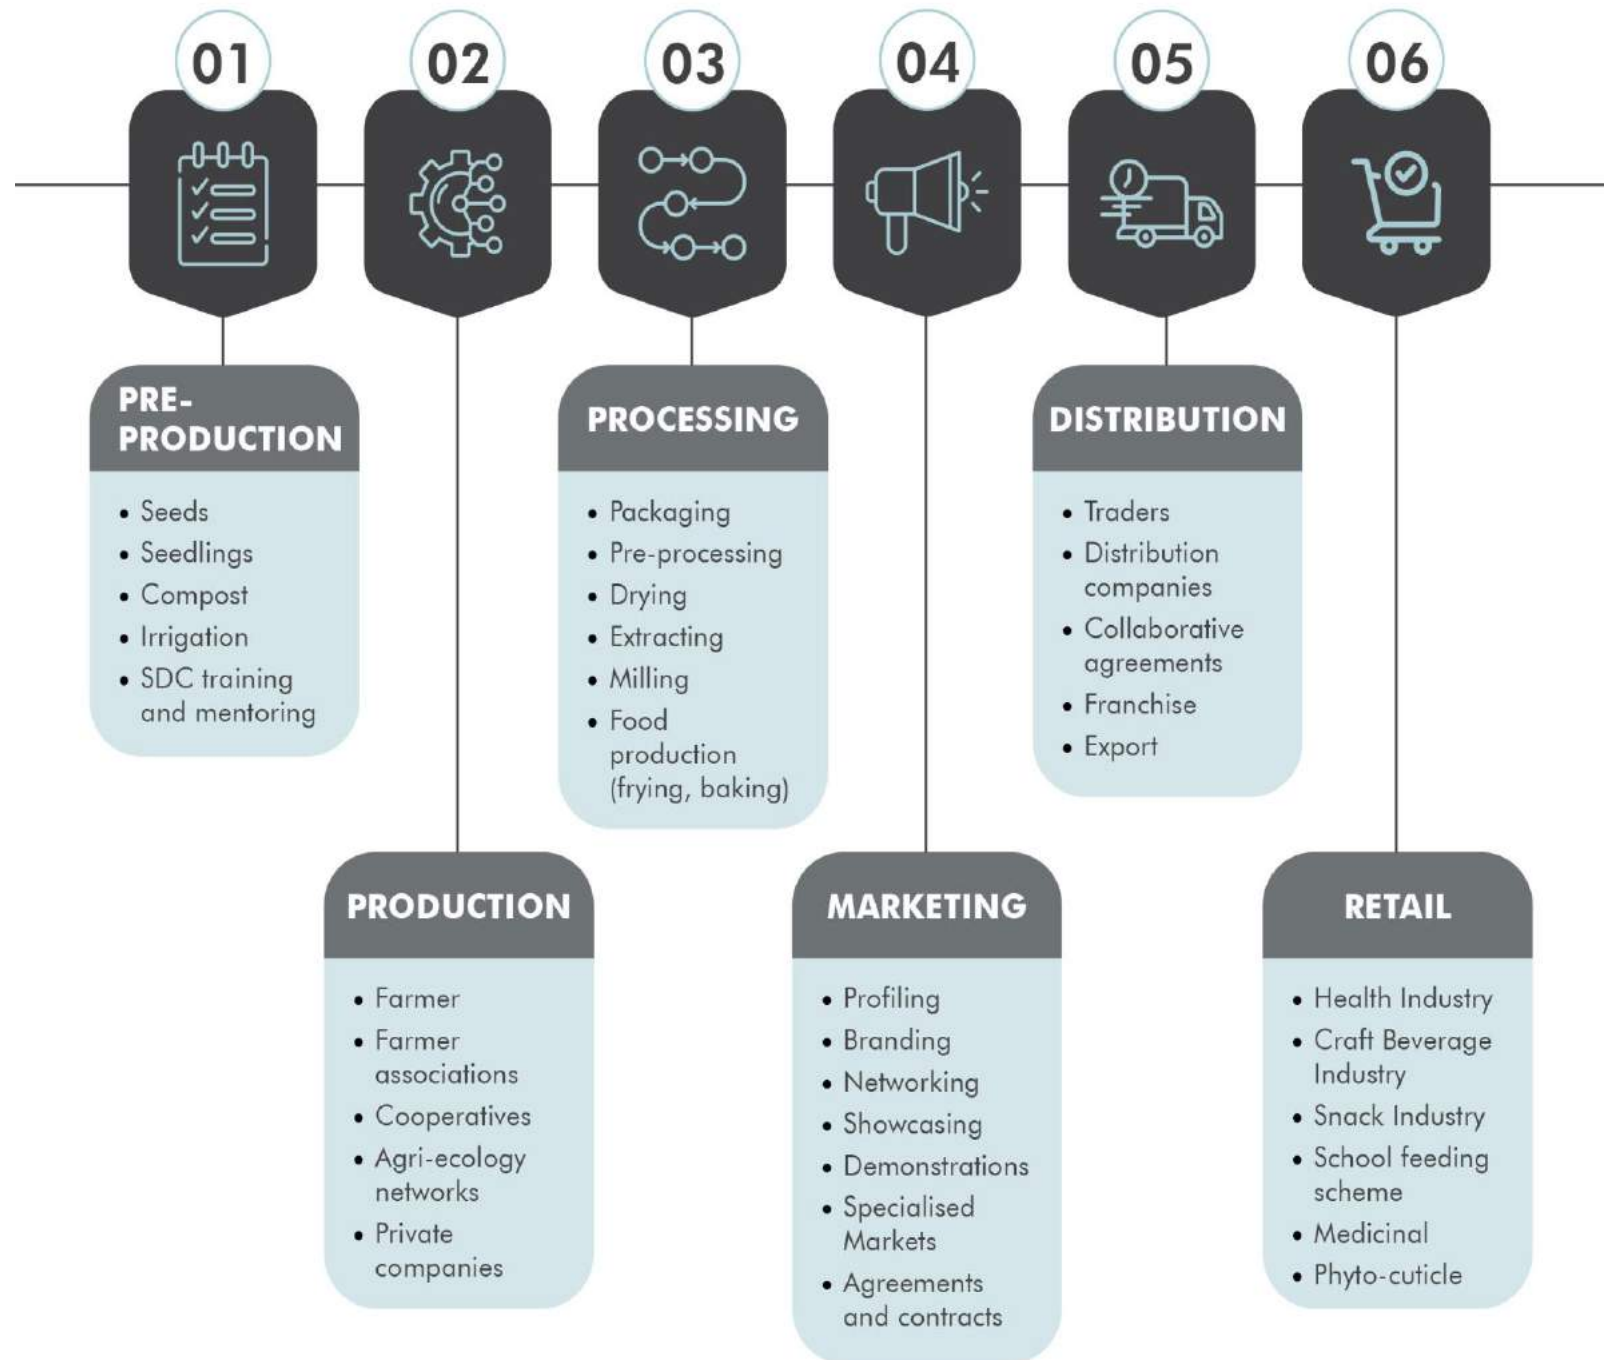 01
02
03
04
05
06
PRE-
PRODUCTION
• Seeds
• Seedlings
• Compost
• Irrigation
• SDC training
and mentoring
PRODUCTION
• Farmer
• Farmer
associations
• Cooperatives
• Agri-ecology
networks
• Private
companies
PROCESSING
• Packaging
• Pre-processing
• Drying
• Extracting
• Milling
• Food
production
(frying, baking)
MARKETING
• Profiling
• Branding
• Networking
• Showcasing
• Demonstrations
• Specialised
Markets
• Agreements
and contracts
DISTRIBUTION
• Traders
• Distribution
companies
• Collaborative
agreements
• Franchise
• Export
RETAIL
• Health Industry
• Craft Beverage
Industry
• Snack Industry
• School feeding
scheme
• Medicinal
• Phyto-cuticle